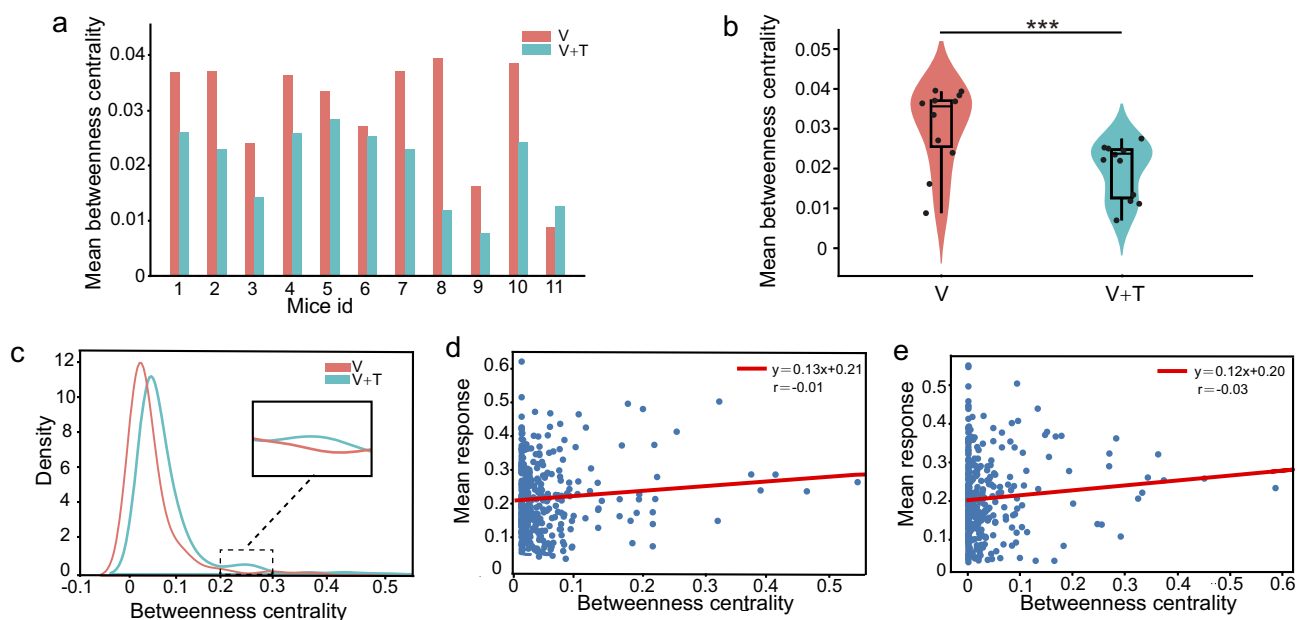 a
Mean betweenness centrality
0.04
0.03
0.02
0.01
0
V
V+T
1 2 3 4 5 6 7 8 9 10 11
Mice id
b
Mean betweenness centrality
0.05
0.04
0.03
0.02
0.01
0
***
V V+T
c
Density
12
10
8
6
4
2
0
V
V+T
-0.1 0 0.1 0.2 0.3 0.4 0.5
Betweenness centrality
d
Mean response
0.6
0.5
0.4
0.3
0.2
0.1
0
y=0.13x+0.21
r=-0.01
0 0.1 0.2 0.3 0.4 0.5
Betweenness centrality
e
Mean response
0.5
0.4
0.3
0.2
0.1
0
y=0.12x+0.20
r=-0.03
0 0.1 0.2 0.3 0.4 0.5 0.6
Betweenness centrality